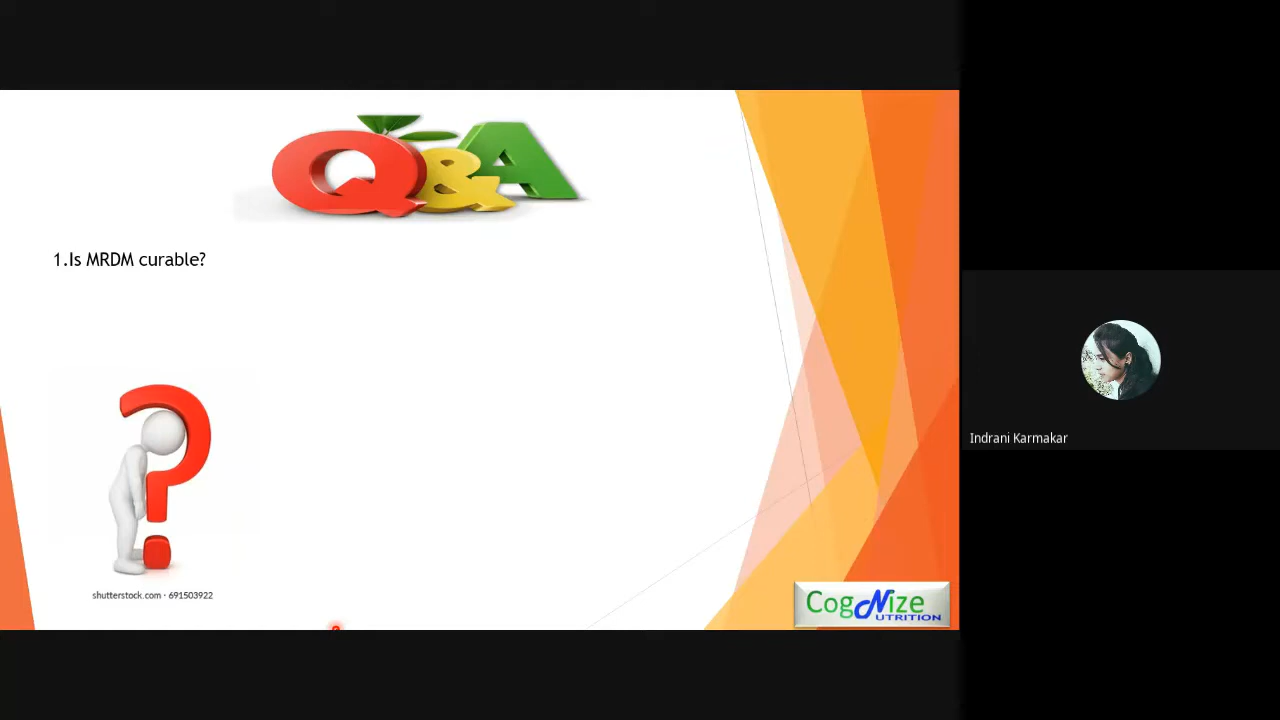 Q&A
1.Is MRDM curable?
shutterstock.com · 691503922
CogNize
UTRITION
Indrani Karmakar